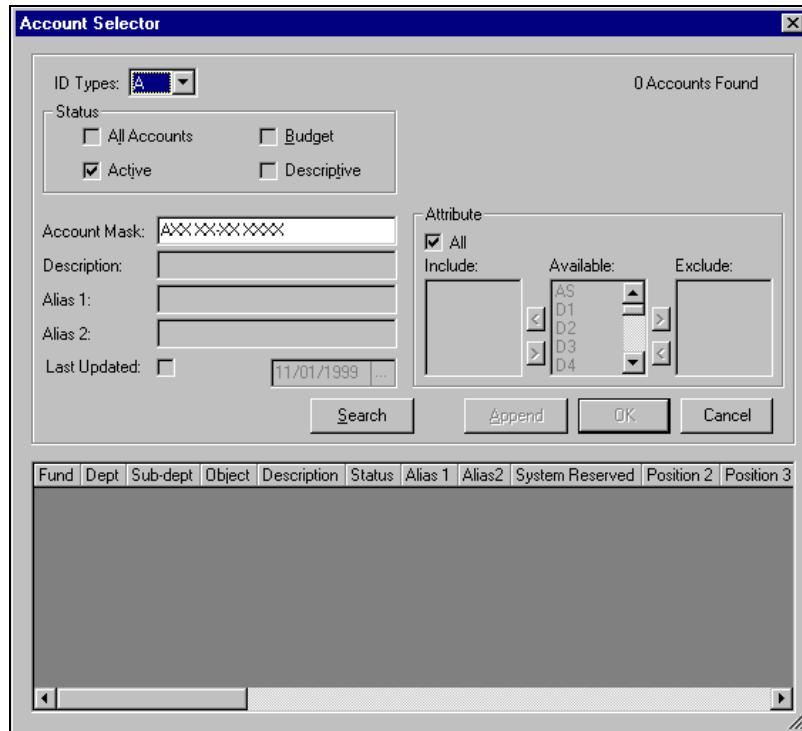 Account Selector
ID Types: A
0 Accounts Found
Status
All Accounts
Budget
Active
Descriptive
Account Mask: AXX XX-XX XXXX
Description:
Alias 1:
Alias 2:
Last Updated: 11/01/1999 ...
Attribute
All
Include: Available: Exclude:
AS
D1
< >
D2
D3
> <
D4
Search Append OK Cancel
Fund Dept Sub-dept Object Description Status Alias 1 Alias2 System Reserved Position 2 Position 3